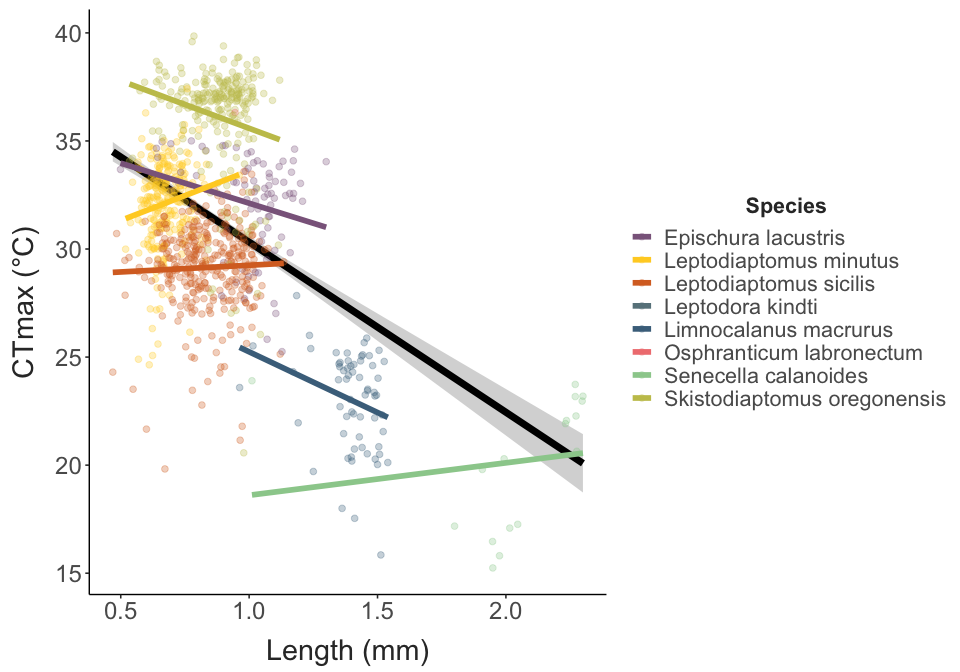 40
35
30
25
20
15
CTmax (°C)
0.5 1.0 1.5 2.0
Length (mm)
Species
Epischura lacustris
Leptodiaptomus minutus
Leptodiaptomus sicilis
Leptodora kindti
Limnocalanus macrurus
Osphranticum labronectum
Senecella calanoides
Skistodiaptomus oregonensis